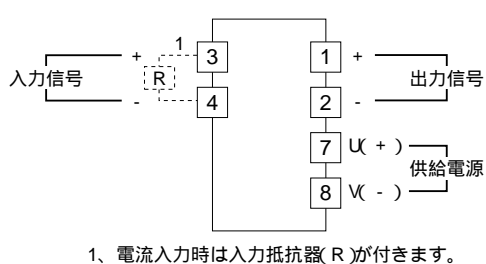 1
+ 3 1 +
入力信号 R 出力信号
- 4 2 -
7 U( + )
供給電源
8 V( - )
1、電流入力時は入力抵抗器( R )が付きます。